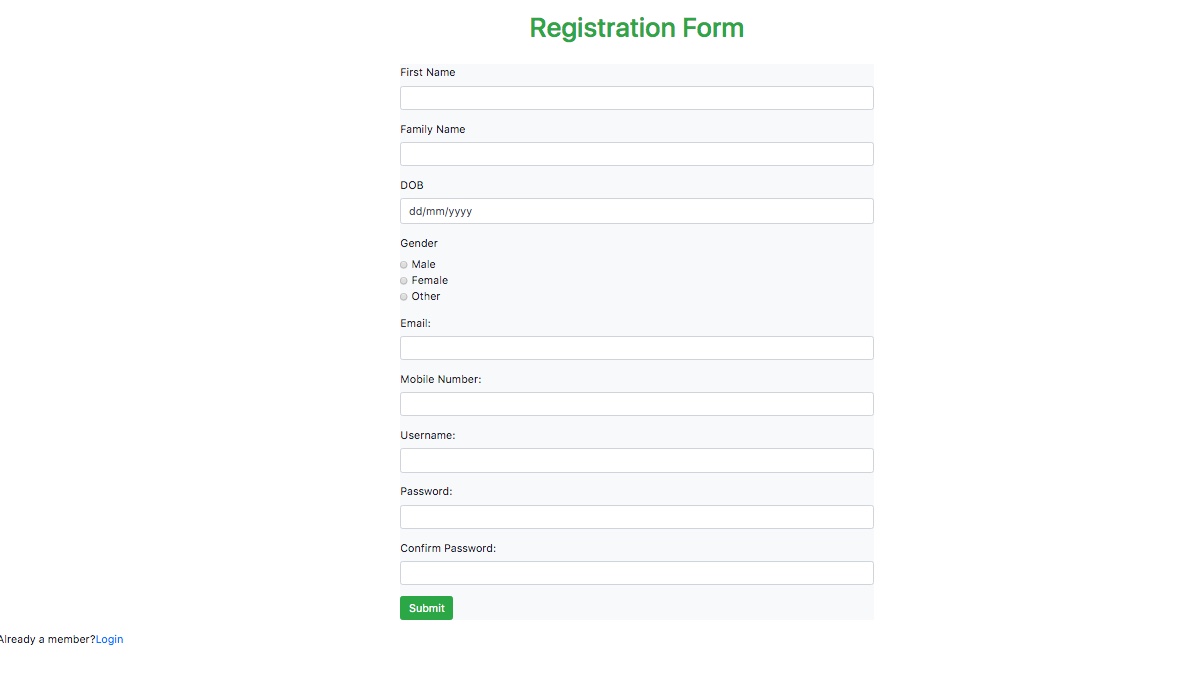 Registration Form
First Name
Family Name
DOB
dd/mm/yyyy
Gender
Male
Female
Other
Email:
Mobile Number:
Username:
Password:
Confirm Password:
Submit
Already a member?Login